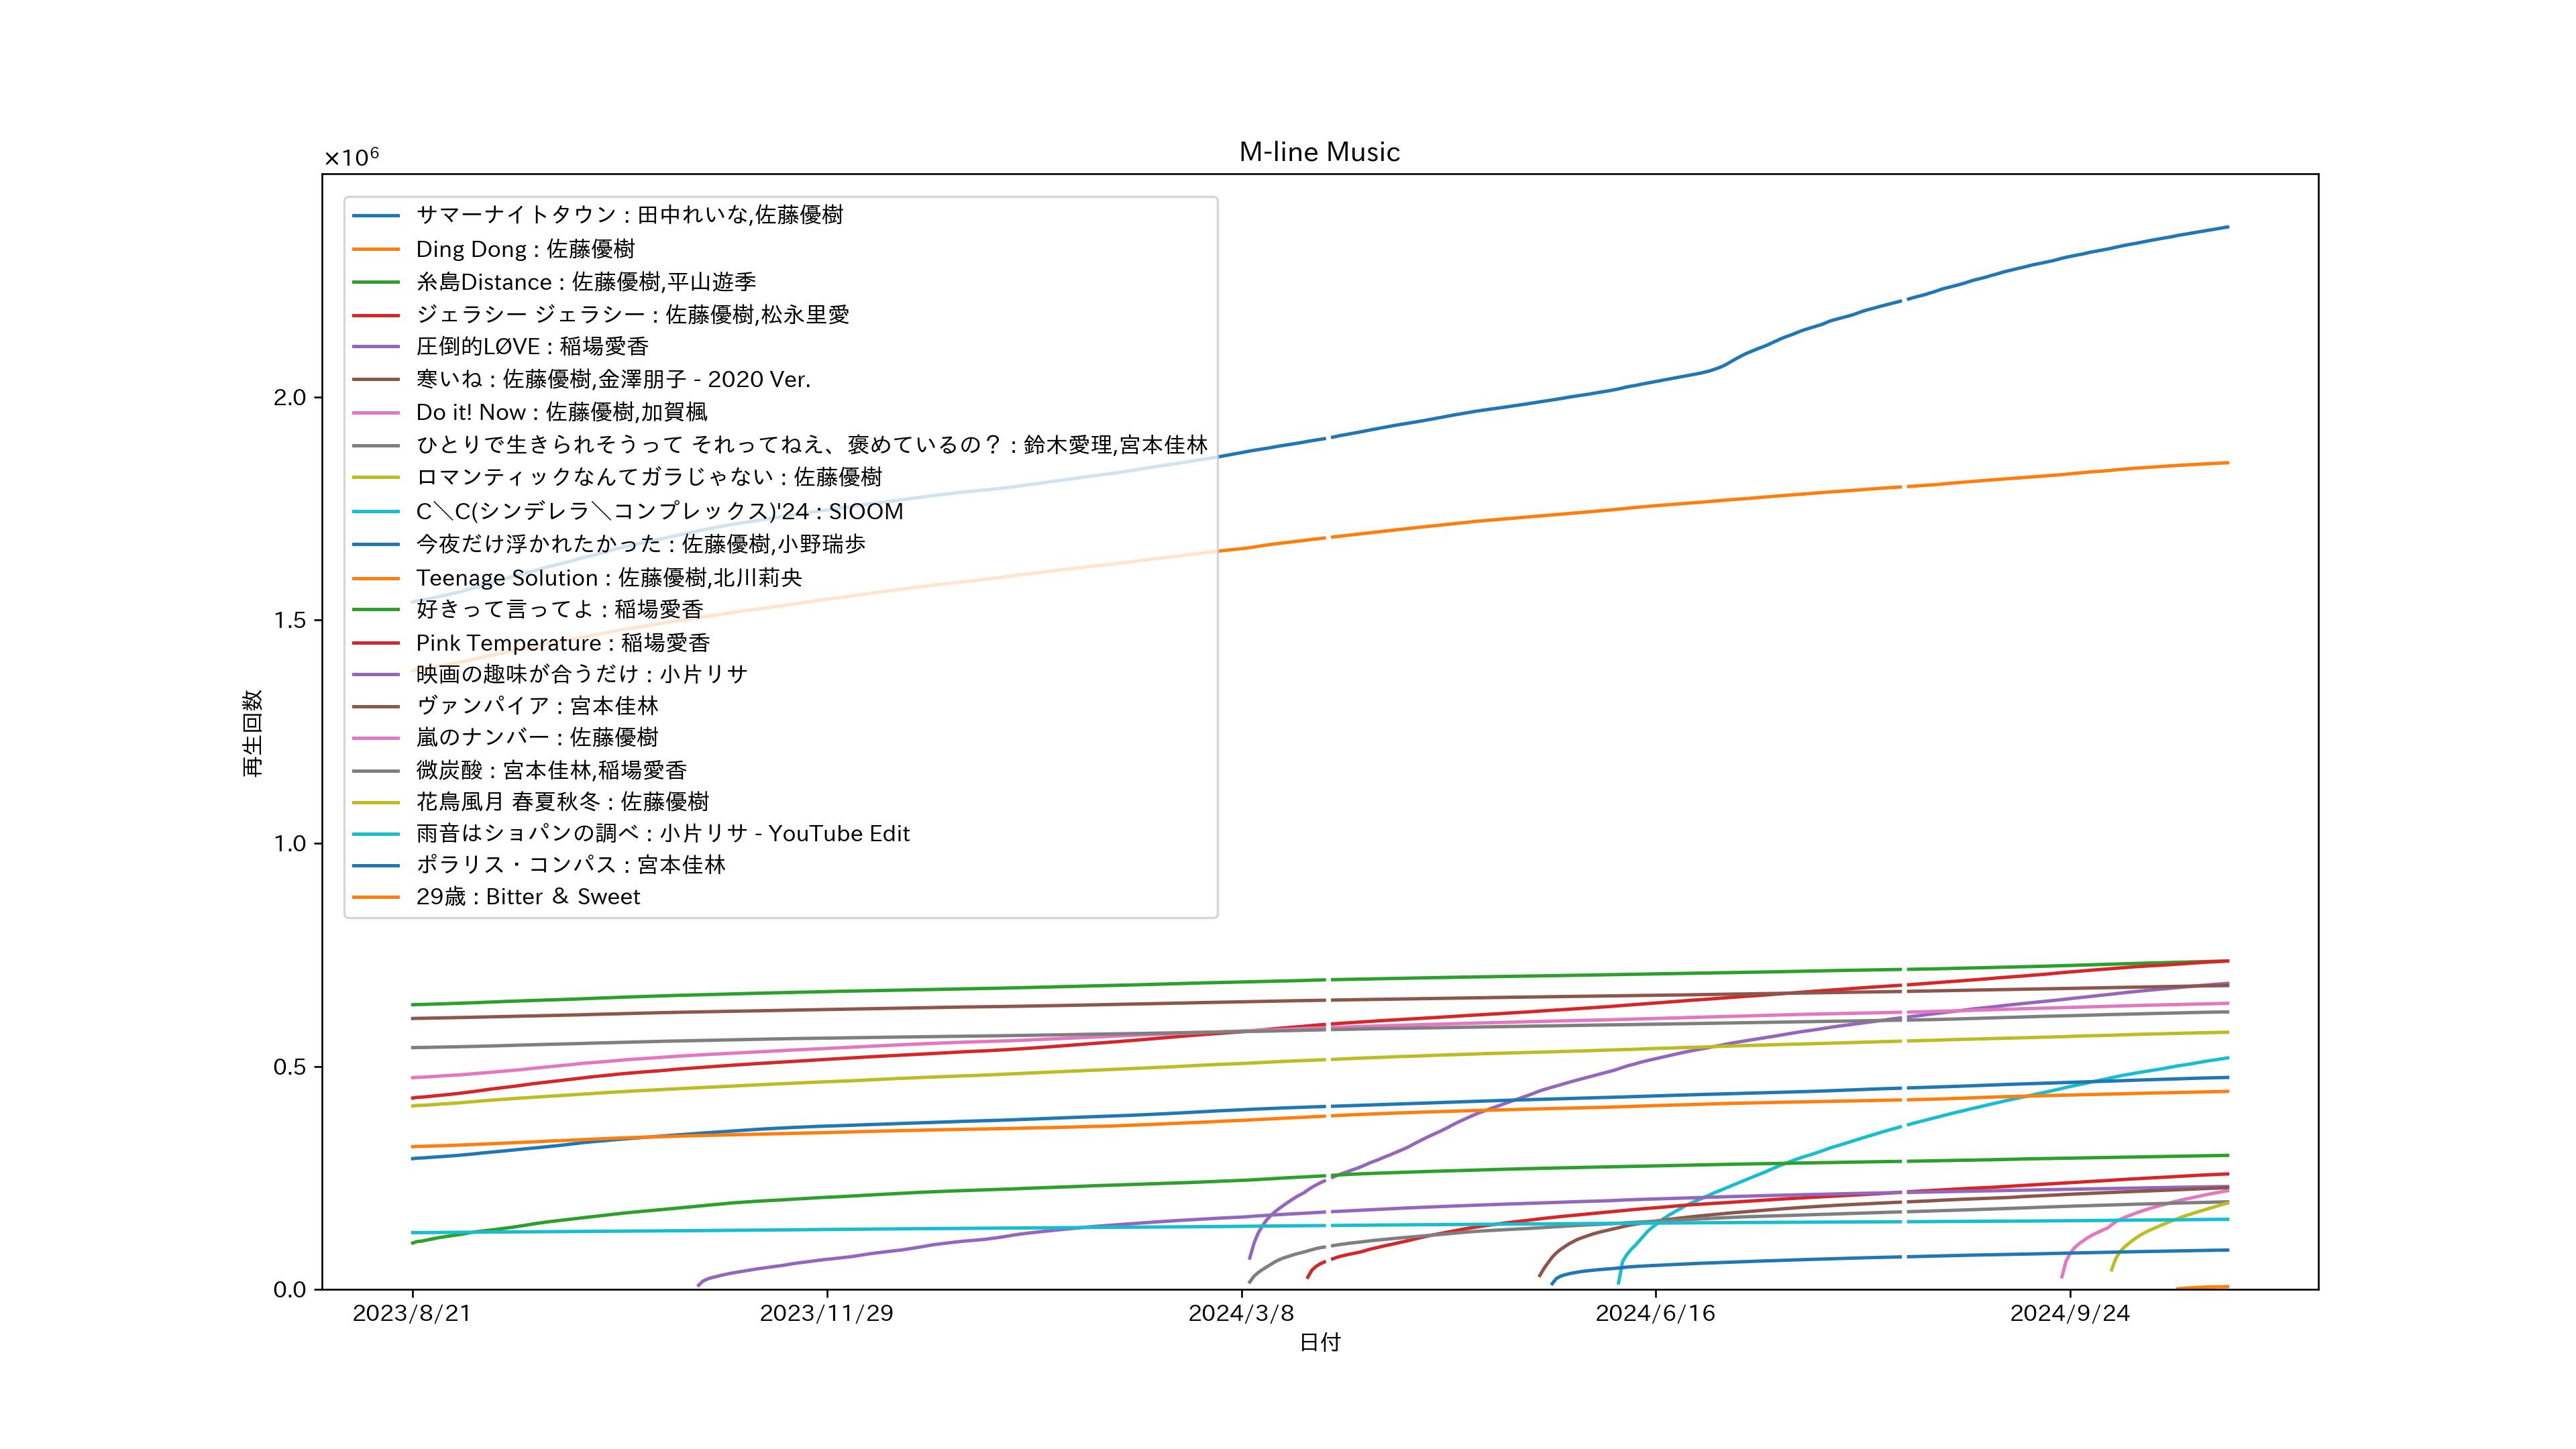 M-line Music
×10⁶
サマーナイトタウン : 田中れいな,佐藤優樹
Ding Dong : 佐藤優樹
糸島Distance : 佐藤優樹,平山遊季
ジェラシー ジェラシー : 佐藤優樹,松永里愛
圧倒的LØVE : 稲場愛香
寒いね : 佐藤優樹,金澤朋子 - 2020 Ver.
Do it! Now : 佐藤優樹,加賀楓
ひとりで生きられそうって それってねえ、褒めているの？ : 鈴木愛理,宮本佳林
ロマンティックなんてガラじゃない : 佐藤優樹
C＼C(シンデレラ＼コンプレックス)'24 : SIOOM
今夜だけ浮かれたかった : 佐藤優樹,小野瑞歩
Teenage Solution : 佐藤優樹,北川莉央
好きって言ってよ : 稲場愛香
Pink Temperature : 稲場愛香
映画の趣味が合うだけ : 小片リサ
ヴァンパイア : 宮本佳林
嵐のナンバー : 佐藤優樹
微炭酸 : 宮本佳林,稲場愛香
花鳥風月 春夏秋冬 : 佐藤優樹
雨音はショパンの調べ : 小片リサ - YouTube Edit
ポラリス・コンパス : 宮本佳林
29歳 : Bitter ＆ Sweet
2.0
1.5
1.0
0.5
0.0
再生回数
2023/8/21
2023/11/29
2024/3/8
2024/6/16
2024/9/24
日付